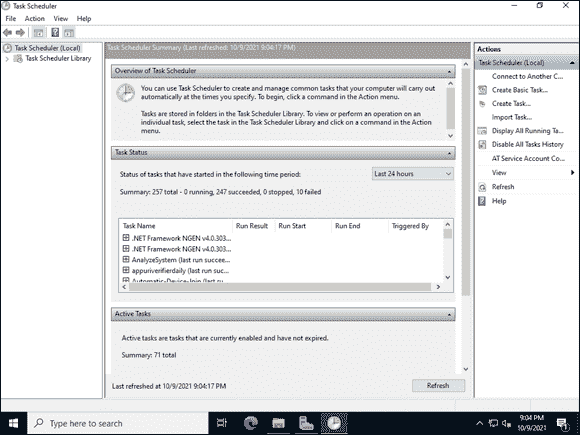 Task Scheduler
File Action View Help
Task Scheduler (Local)
Task Scheduler Library
Task Scheduler Summary (Last refreshed: 10/9/2021 9:04:17 PM)
Overview of Task Scheduler
You can use Task Scheduler to create and manage common tasks that your computer will carry out
automatically at the times you specify. To begin, click a command in the Action menu.
Tasks are stored in folders in the Task Scheduler Library. To view or perform an operation on an
individual task, select the task in the Task Scheduler Library and click on a command in the Action
menu.
Task Status
Status of tasks that have started in the following time period:
Last 24 hours
Summary: 257 total - 0 running, 247 succeeded, 0 stopped, 10 failed
Task Name Run Result Run Start Run End Triggered By
.NET Framework NGEN v4.0.303...
.NET Framework NGEN v4.0.303...
AnalyzeSystem (last run succee...
appuriverifierdaily (last run suc...
Automatic-Device-Join (last su...
Active Tasks
Active tasks are tasks that are currently enabled and have not expired.
Summary: 71 total
Last refreshed at 10/9/2021 9:04:17 PM
Refresh
Actions
Task Scheduler (Local)
Connect to Another C...
Create Basic Task...
Create Task...
Import Task...
Display All Running Ta...
Disable All Tasks History
AT Service Account Co...
View
Refresh
Help
Type here to search
9:04 PM
10/9/2021
1